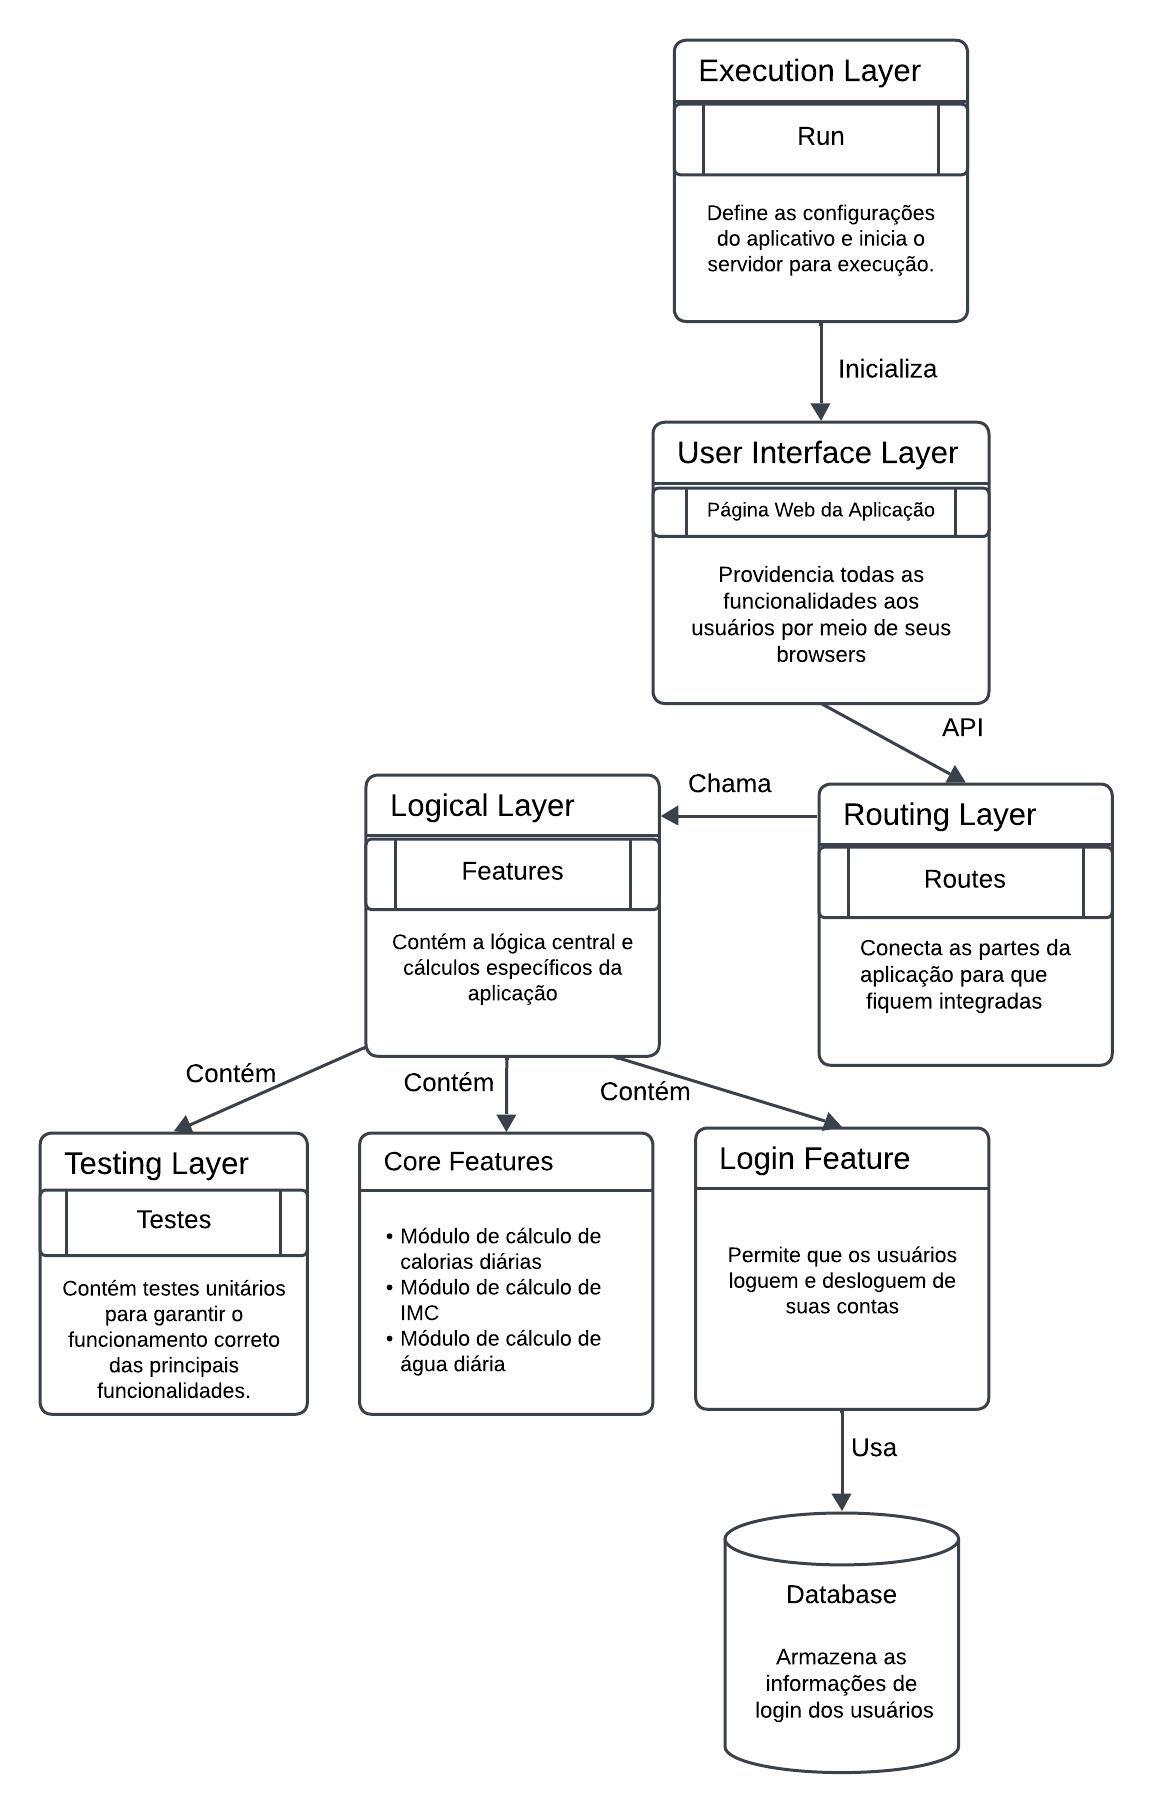 Execution Layer
Run
Define as configurações
do aplicativo e inicia o
servidor para execução.
Inicializa
User Interface Layer
Página Web da Aplicação
Providencia todas as
funcionalidades aos
usuários por meio de seus
browsers
API
Chama
Routing Layer
Routes
Conecta as partes da
aplicação para que
fiquem integradas
Logical Layer
Features
Contém a lógica central e
cálculos específicos da
aplicação
Contém
Contém
Contém
Testing Layer
Testes
Contém testes unitários
para garantir o
funcionamento correto
das principais
funcionalidades.
Core Features
• Módulo de cálculo de
calorias diárias
• Módulo de cálculo de
IMC
• Módulo de cálculo de
água diária
Login Feature
Permite que os usuários
loguem e desloguem de
suas contas
Usa
Database
Armazena as
informações de
login dos usuários